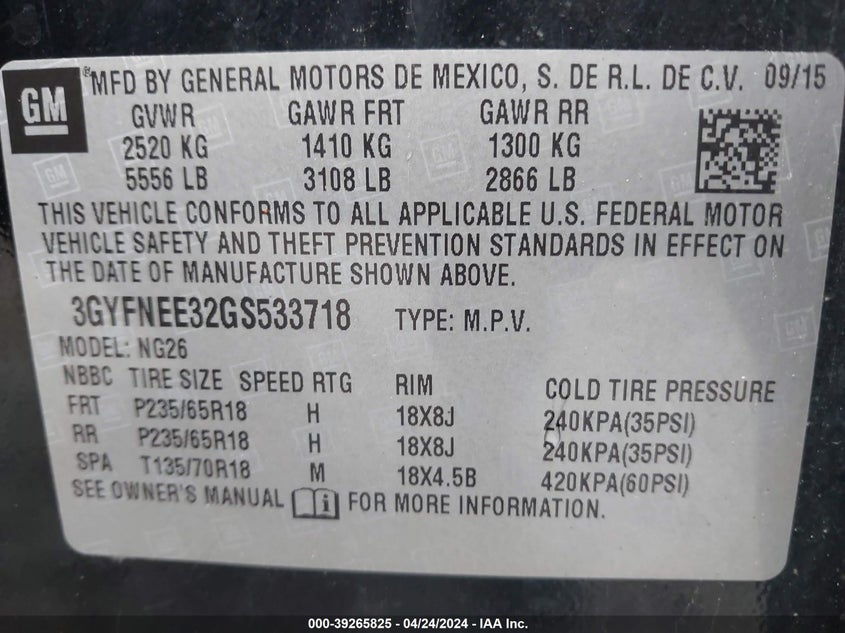 GM
® MFD BY GENERAL MOTORS DE MEXICO, S. DE R.L. DE C.V. 09/15
GVWR GAWR FRT GAWR RR
2520 KG 1410 KG 1300 KG
5556 LB 3108 LB 2866 LB
THIS VEHICLE CONFORMS TO ALL APPLICABLE U.S. FEDERAL MOTOR
VEHICLE SAFETY AND THEFT PREVENTION STANDARDS IN EFFECT ON
THE DATE OF MANUFACTURE SHOWN ABOVE.
3GYFNEE32GS533718 TYPE: M.P.V.
MODEL: NG26
NBBC TIRE SIZE SPEED RTG RIM COLD TIRE PRESSURE
FRT P235/65R18 H 18X8J 240KPA(35PSI)
RR P235/65R18 H 18X8J 240KPA(35PSI)
SPA T135/70R18 M 18X4.5B 420KPA(60PSI)
SEE OWNER'S MANUAL i FOR MORE INFORMATION.
000-39265825 - 04/24/2024 - IAA Inc.